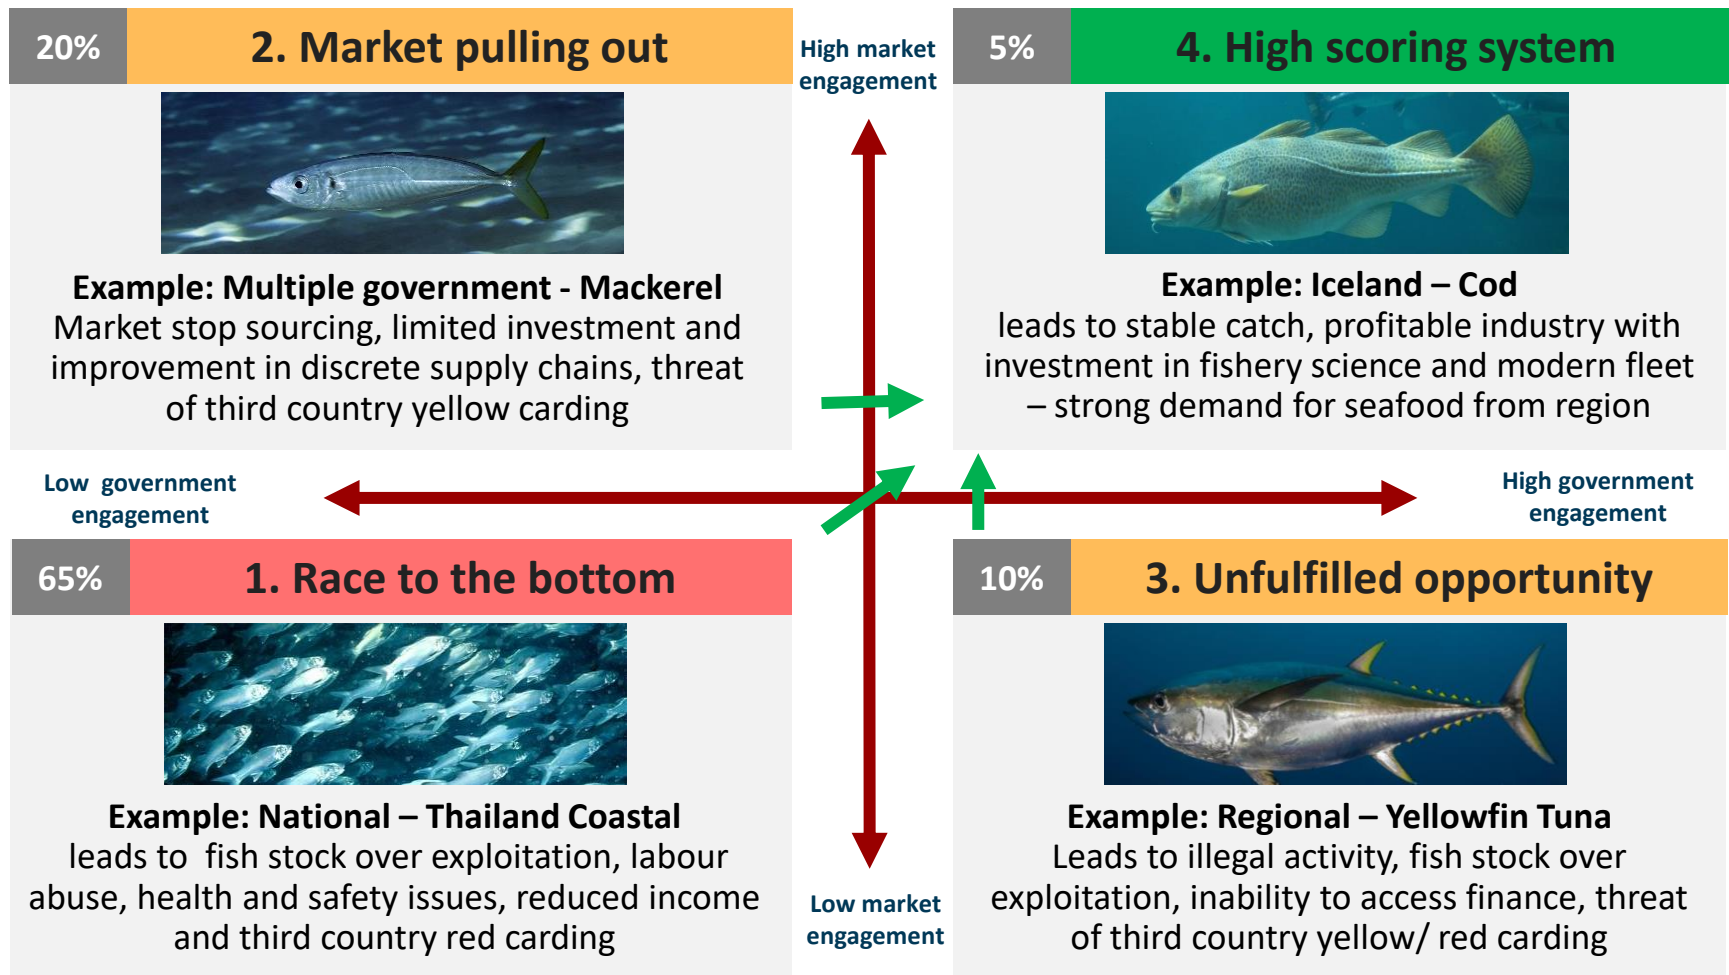 20%
2. Market pulling out
Example: Multiple government - Mackerel
Market stop sourcing, limited investment and
improvement in discrete supply chains, threat
of third country yellow carding
High market
engagement
5%
4. High scoring system
Example: Iceland – Cod
leads to stable catch, profitable industry with
investment in fishery science and modern fleet
– strong demand for seafood from region
Low  government
engagement
High government
engagement
65%
1. Race to the bottom
Example: National – Thailand Coastal
leads to  fish stock over exploitation, labour
abuse, health and safety issues, reduced income
and third country red carding
Low market
engagement
10%
3. Unfulfilled opportunity
Example: Regional – Yellowfin Tuna
Leads to illegal activity, fish stock over
exploitation, inability to access finance, threat
of third country yellow/ red carding